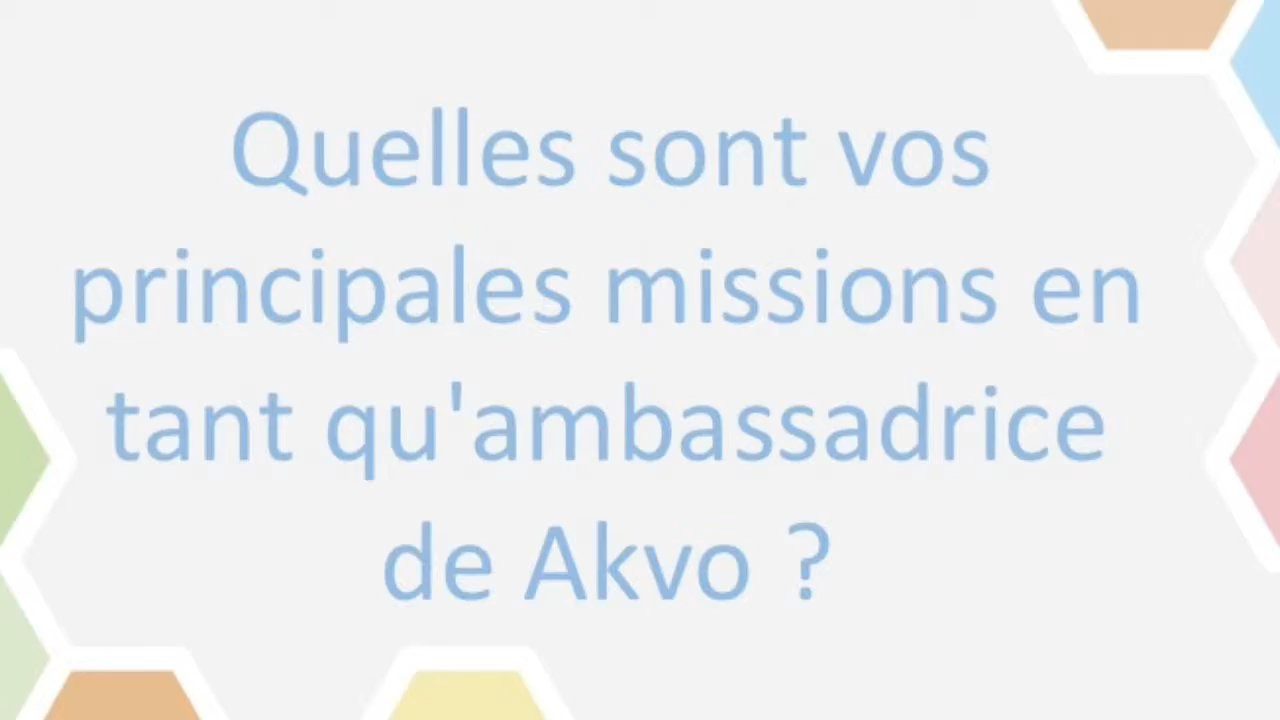 Quelles sont vos
principales missions en
tant qu'ambassadrice
de Akvo ?